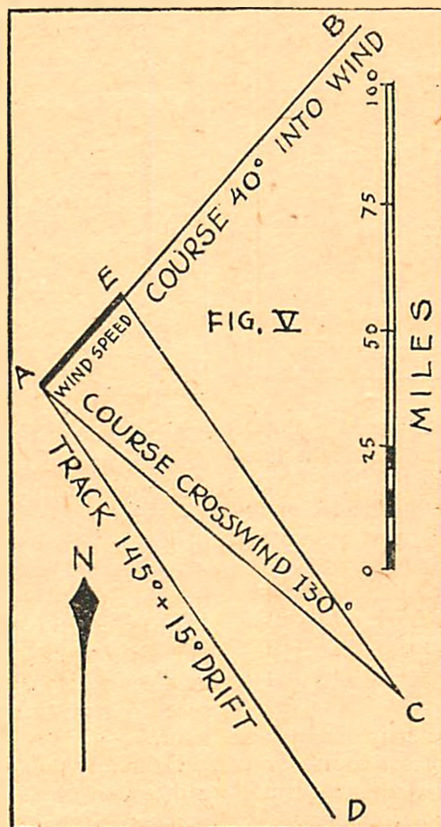 B
COURSE 40° INTO WIND
100
75
50
25
0
MILES
E
FIG. V
A
WIND SPEED
COURSE CROSSWIND 130°
TRACK 145° + 15° DRIFT
N
C
D